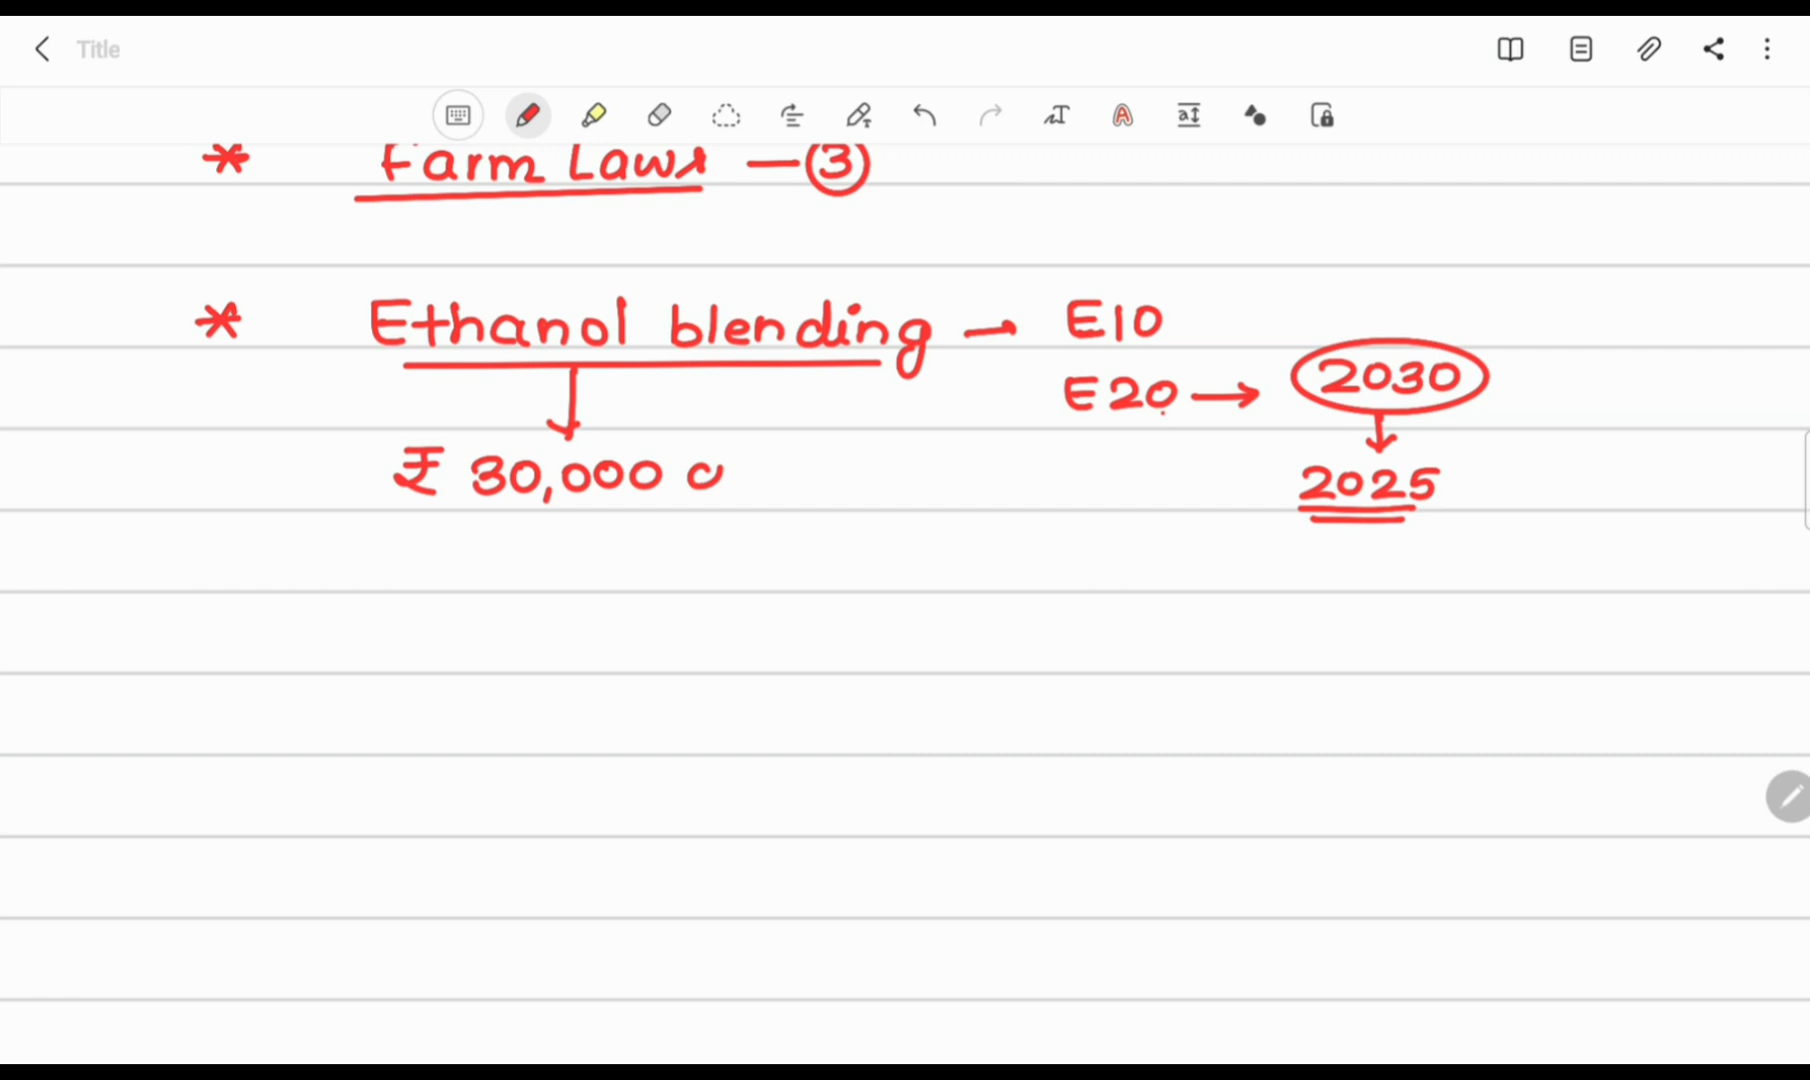 Title
* Farm Laws — ③
* Ethanol blending — E10
E20 → 2030
↓
₹ 30,000 c
2025